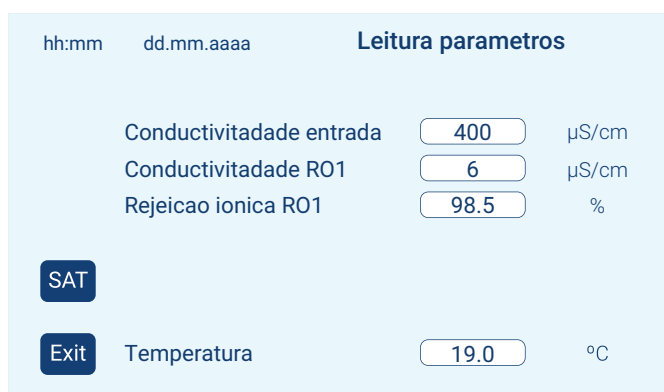 hh:mm dd.mm.aaaa Leitura parametros
Conductivitadade entrada 400 µS/cm
Conductivitadade RO1 6 µS/cm
Rejeicao ionica RO1 98.5 %
SAT
Exit Temperatura 19.0 ºC